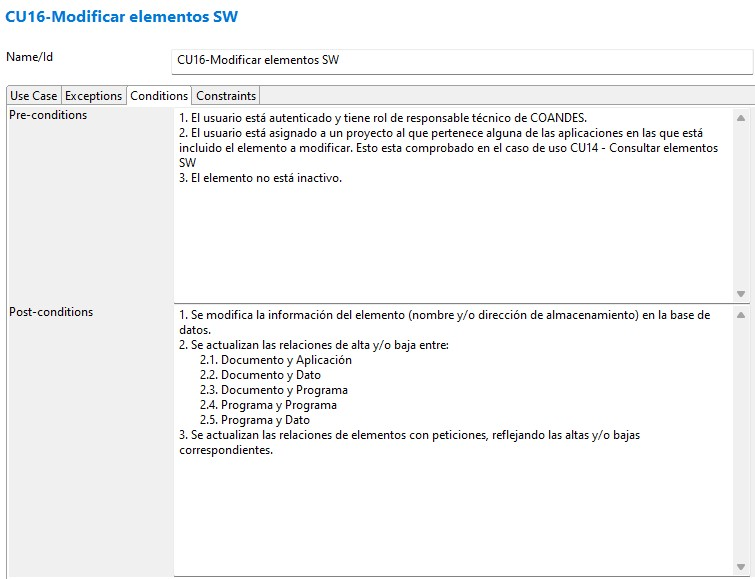 CU16-Modificar elementos SW
Name/Id
CU16-Modificar elementos SW
Use Case
Exceptions
Conditions
Constraints
Pre-conditions
1. El usuario está autenticado y tiene rol de responsable técnico de COANDES.
2. El usuario está asignado a un proyecto al que pertenece alguna de las aplicaciones en las que está
incluido el elemento a modificar. Esto esta comprobado en el caso de uso CU14 - Consultar elementos
SW
3. El elemento no está inactivo.
Post-conditions
1. Se modifica la información del elemento (nombre y/o dirección de almacenamiento) en la base de
datos.
2. Se actualizan las relaciones de alta y/o baja entre:
2.1. Documento y Aplicación
2.2. Documento y Dato
2.3. Documento y Programa
2.4. Programa y Programa
2.5. Programa y Dato
3. Se actualizan las relaciones de elementos con peticiones, reflejando las altas y/o bajas
correspondientes.